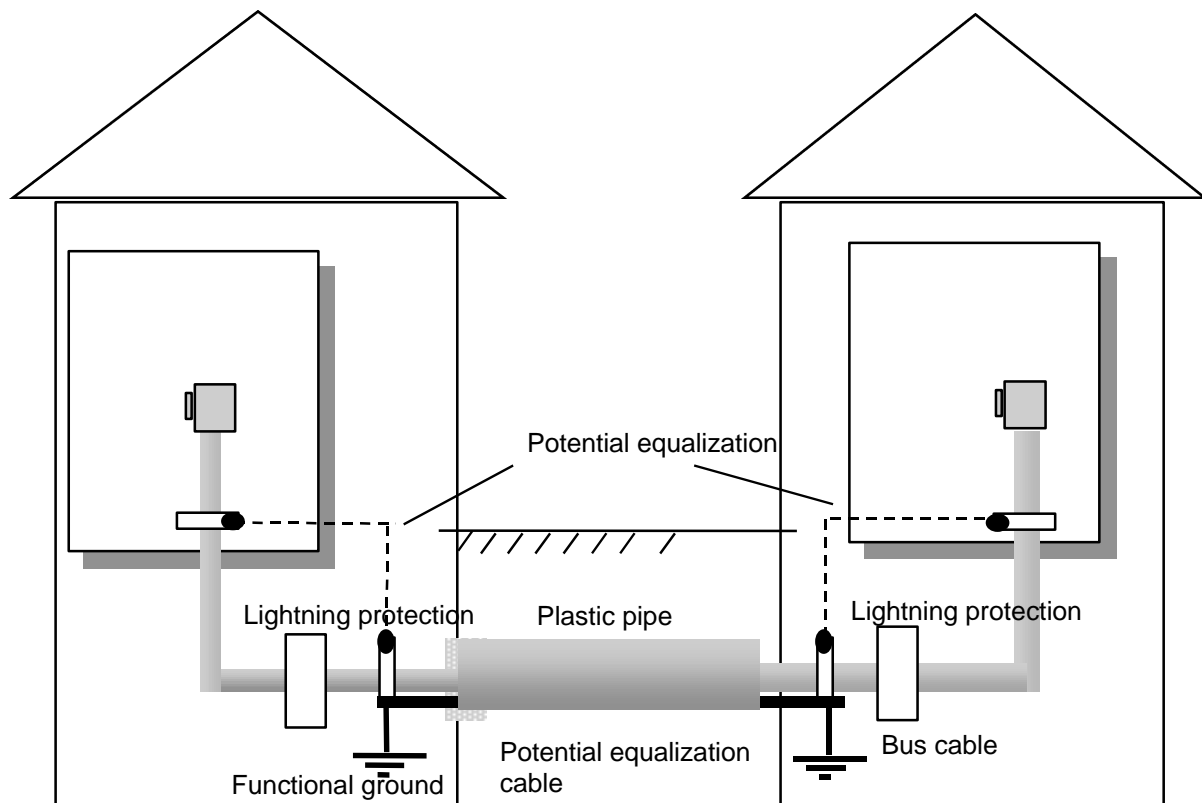 Potential equalization
Lightning protection
Plastic pipe
Lightning protection
Bus cable
Potential equalization
cable
Functional ground